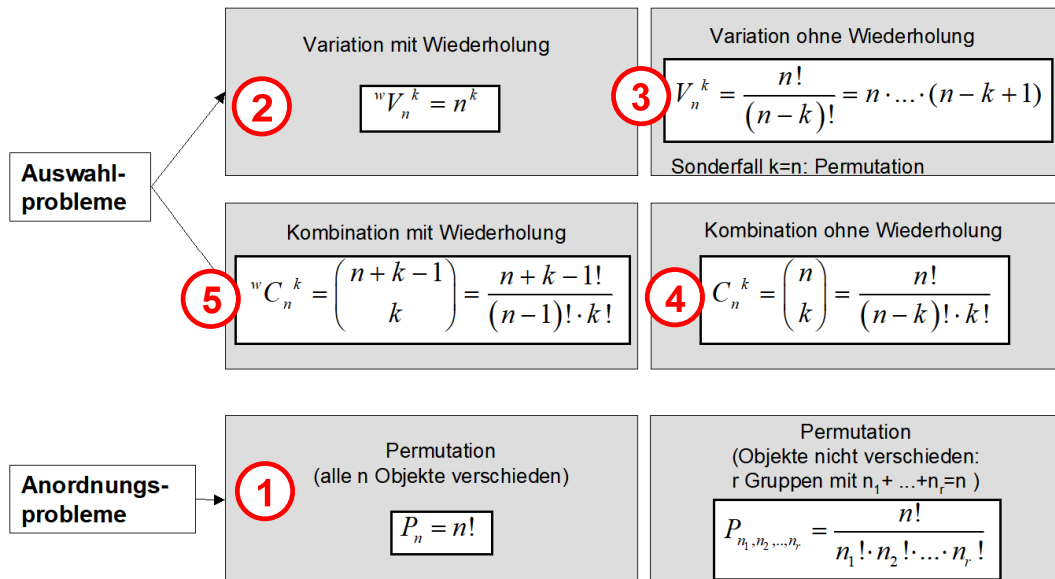 Variation mit Wiederholung
2
ʷVₙᵏ = nᵏ
Variation ohne Wiederholung
3
Vₙᵏ = n! / (n − k)! = n · ... · (n − k + 1)
Sonderfall k=n: Permutation
Auswahl-
probleme
Kombination mit Wiederholung
5
ʷCₙᵏ = (n + k − 1 über k) = n + k − 1! / (n − 1)! · k!
Kombination ohne Wiederholung
4
Cₙᵏ = (n über k) = n! / (n − k)! · k!
Anordnungs-
probleme
1
Permutation
(alle n Objekte verschieden)
Pₙ = n!
Permutation
(Objekte nicht verschieden:
r Gruppen mit n₁+ ...+nᵣ=n )
Pₙ₁,ₙ₂,..,ₙᵣ = n! / n₁! · n₂! · ... · nᵣ!